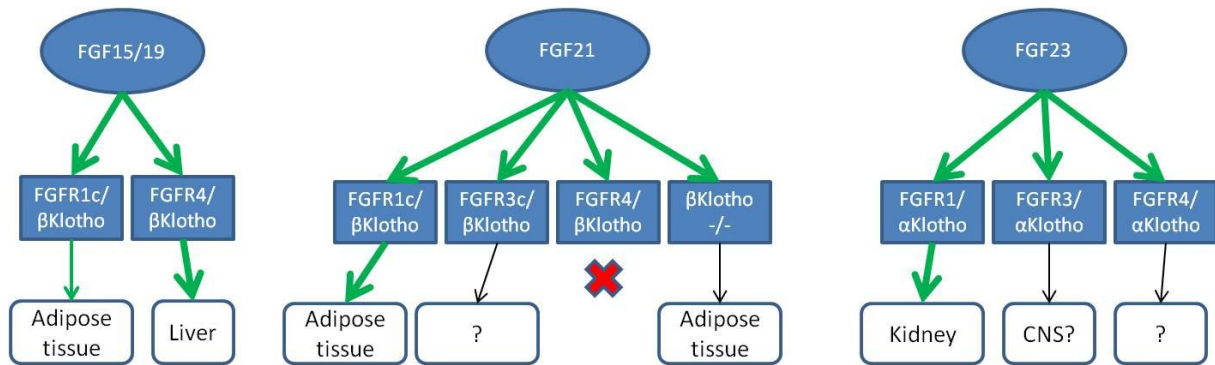 FGF15/19
FGFR1c/
βKlotho
FGFR4/
βKlotho
Adipose
tissue
Liver
FGF21
FGFR1c/
βKlotho
FGFR3c/
βKlotho
FGFR4/
βKlotho
βKlotho
-/-
Adipose
tissue
?
Adipose
tissue
FGF23
FGFR1/
αKlotho
FGFR3/
αKlotho
FGFR4/
αKlotho
Kidney
CNS?
?